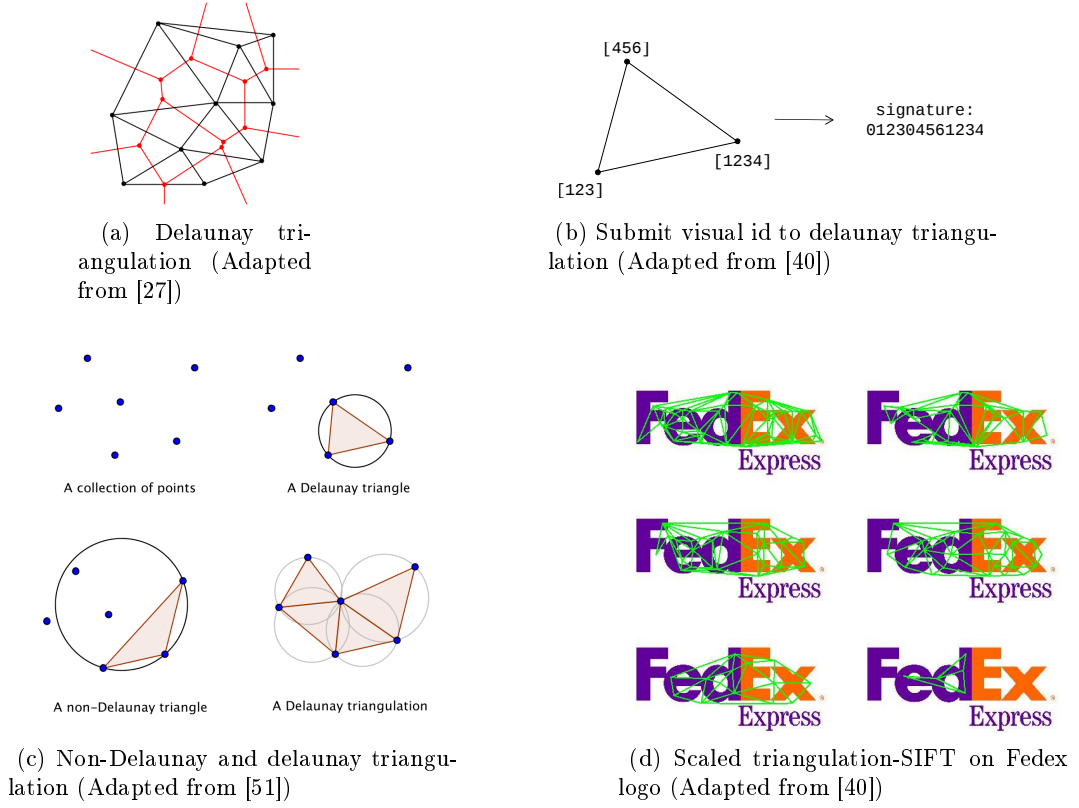 [456]
[1234]
[123]
signature:
012304561234
(a) Delaunay tri-
angulation (Adapted
from [27])
(b) Submit visual id to delaunay triangu-
lation (Adapted from [40])
A collection of points
A Delaunay triangle
A non-Delaunay triangle
A Delaunay triangulation
(c) Non-Delaunay and delaunay triangu-
lation (Adapted from [51])
FedEx
Express
FedEx
Express
FedEx
Express
FedEx
Express
FedEx
Express
FedEx
Express
(d) Scaled triangulation-SIFT on Fedex
logo (Adapted from [40])